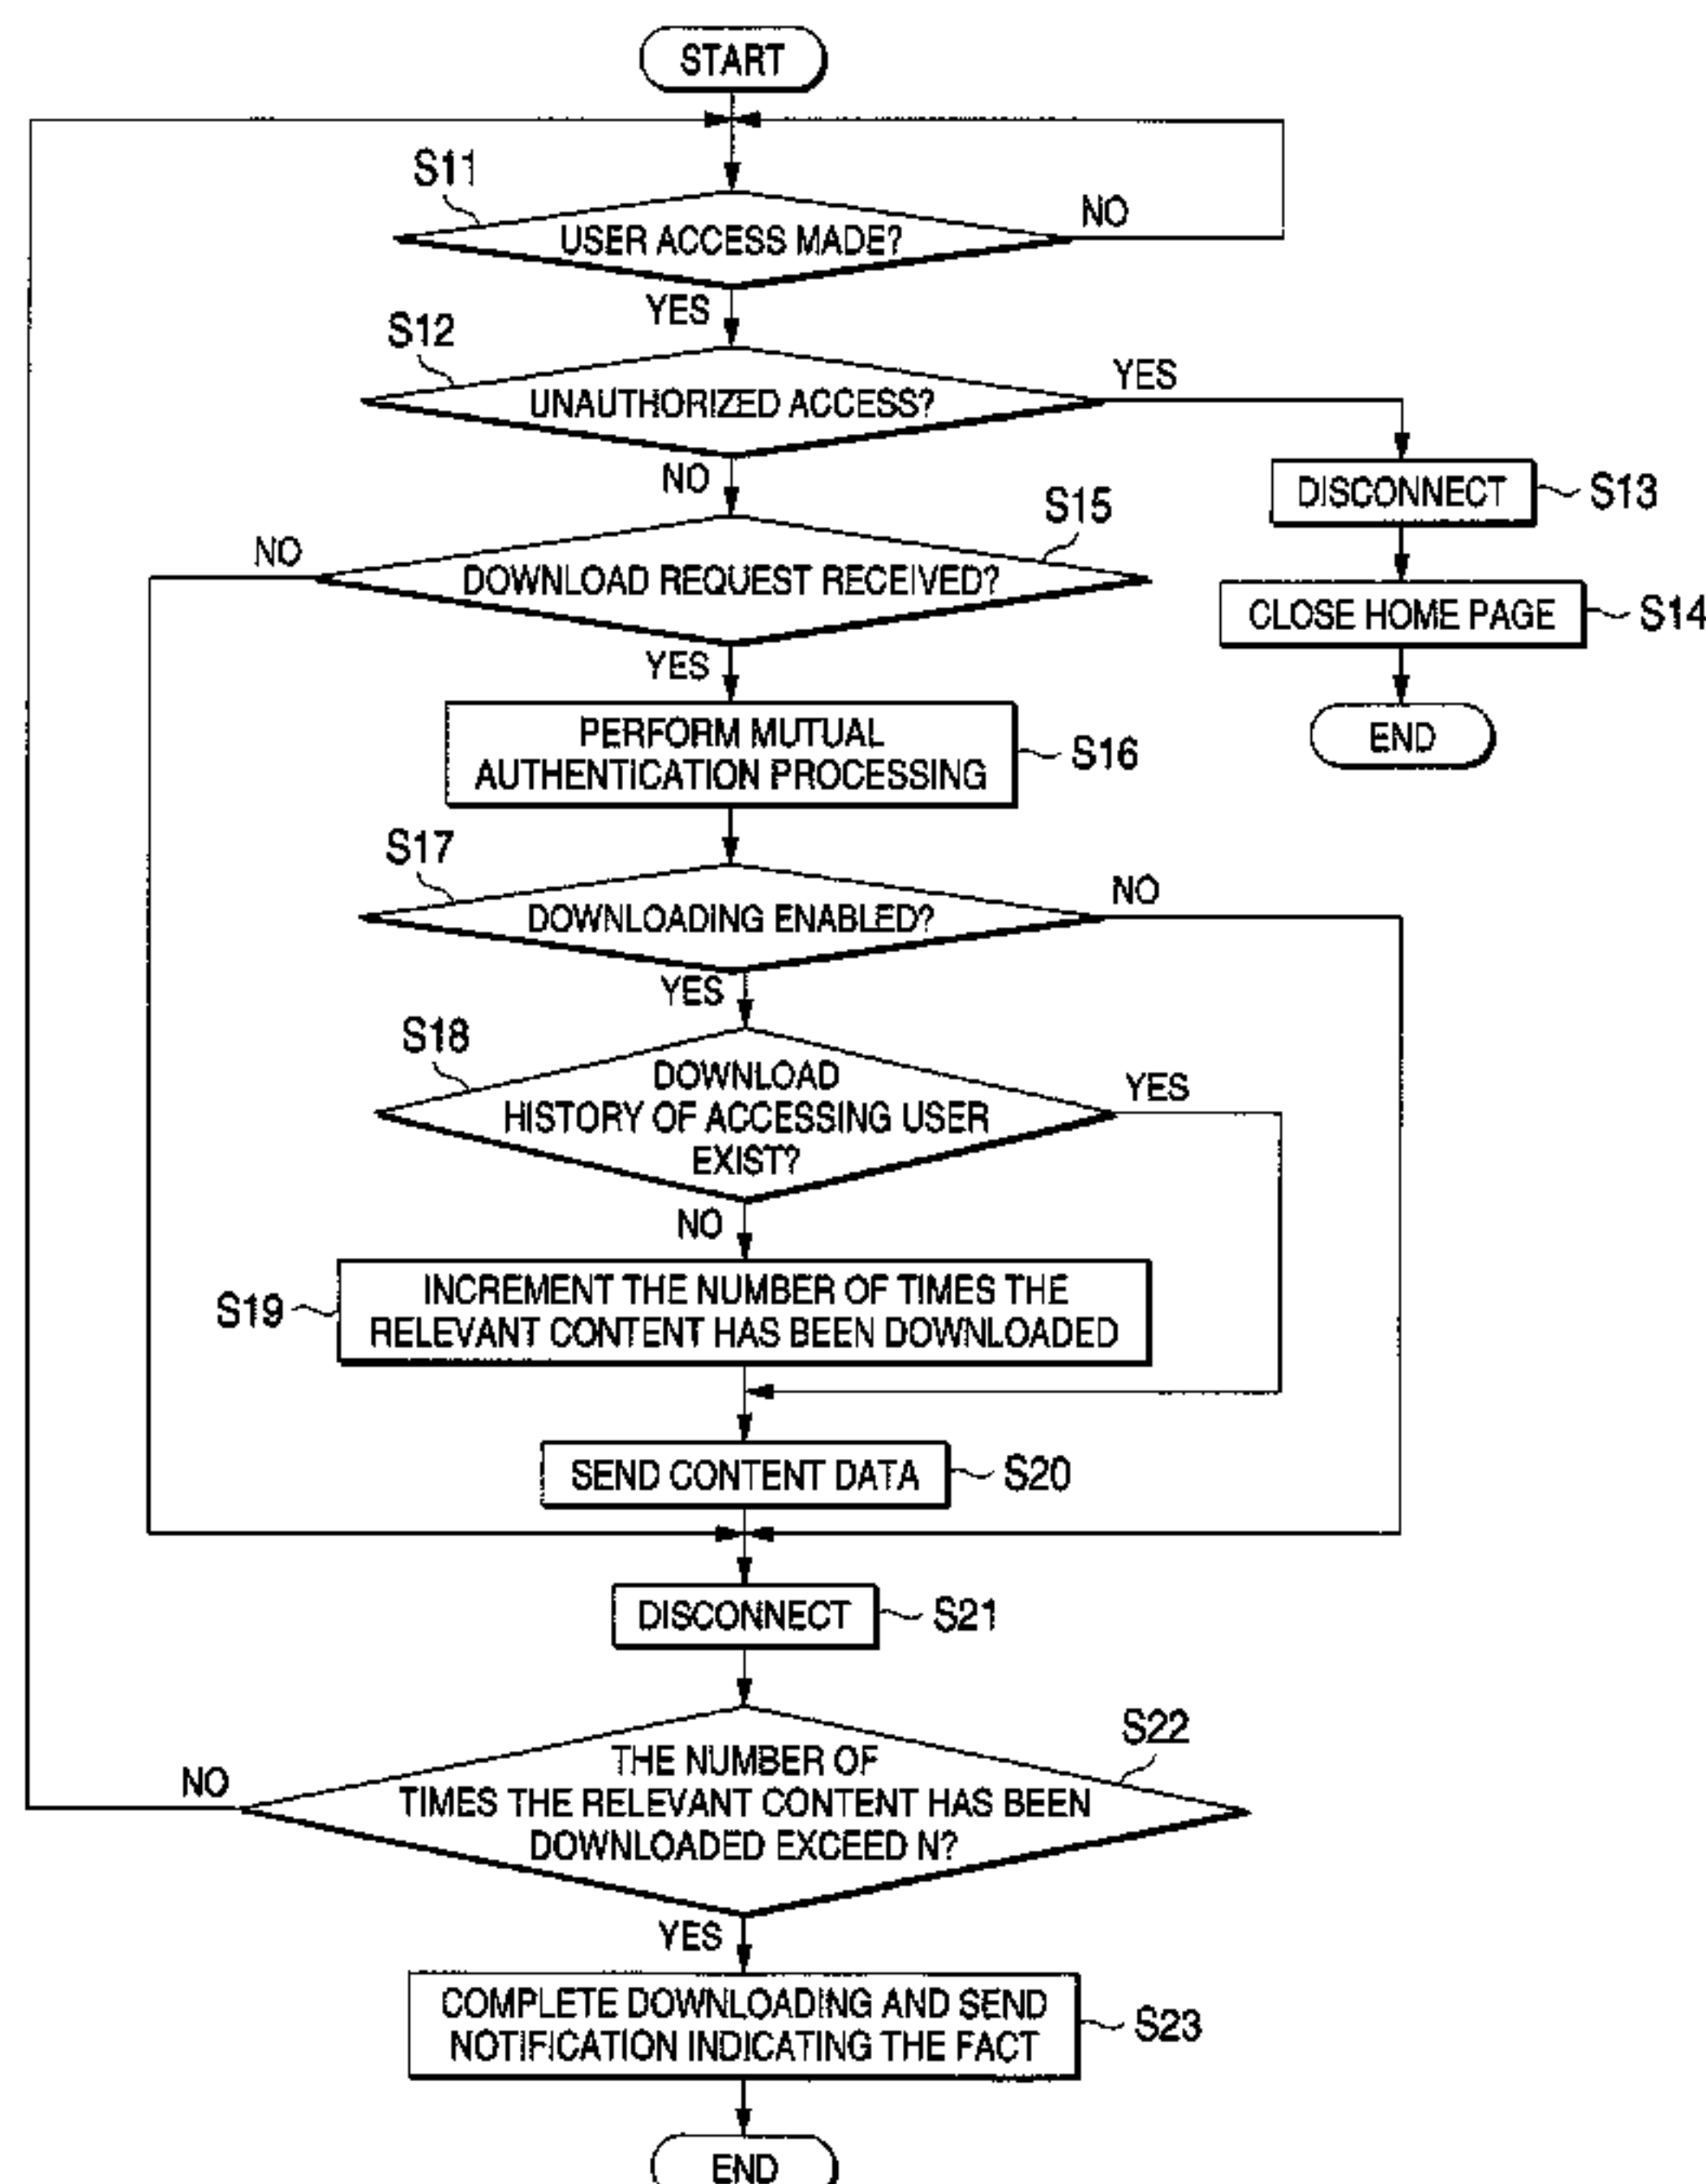 START
S11
USER ACCESS MADE?
NO
YES
S12
UNAUTHORIZED ACCESS?
YES
NO
DISCONNECT
S13
S15
NO
DOWNLOAD REQUEST RECEIVED?
YES
CLOSE HOME PAGE
S14
END
PERFORM MUTUAL
AUTHENTICATION PROCESSING
S16
S17
DOWNLOADING ENABLED?
NO
YES
S18
DOWNLOAD
HISTORY OF ACCESSING USER
EXIST?
YES
NO
S19
INCREMENT THE NUMBER OF TIMES THE
RELEVANT CONTENT HAS BEEN DOWNLOADED
SEND CONTENT DATA
S20
DISCONNECT
S21
S22
NO
THE NUMBER OF
TIMES THE RELEVANT CONTENT HAS BEEN
DOWNLOADED EXCEED N?
YES
COMPLETE DOWNLOADING AND SEND
NOTIFICATION INDICATING THE FACT
S23
END